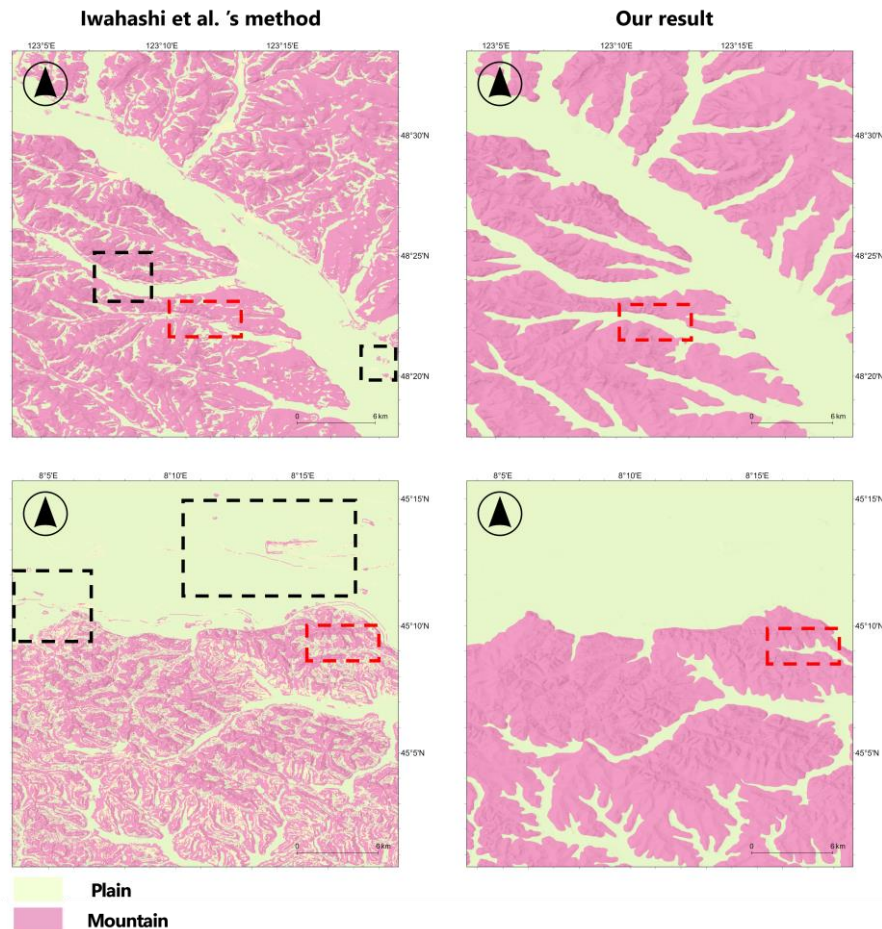 Iwahashi et al. ’s method
Our result
123°5'E 123°10'E 123°15'E
123°10'E 123°15'E
48°30'N
48°25'N
48°20'N
0 6 km
48°30'N
48°25'N
48°20'N
0 6 km
8°5'E 8°10'E 8°15'E
8°5'E 8°10'E 8°15'E
45°15'N
45°10'N
45°5'N
0 6 km
45°15'N
45°10'N
45°5'N
0 6 km
Plain
Mountain